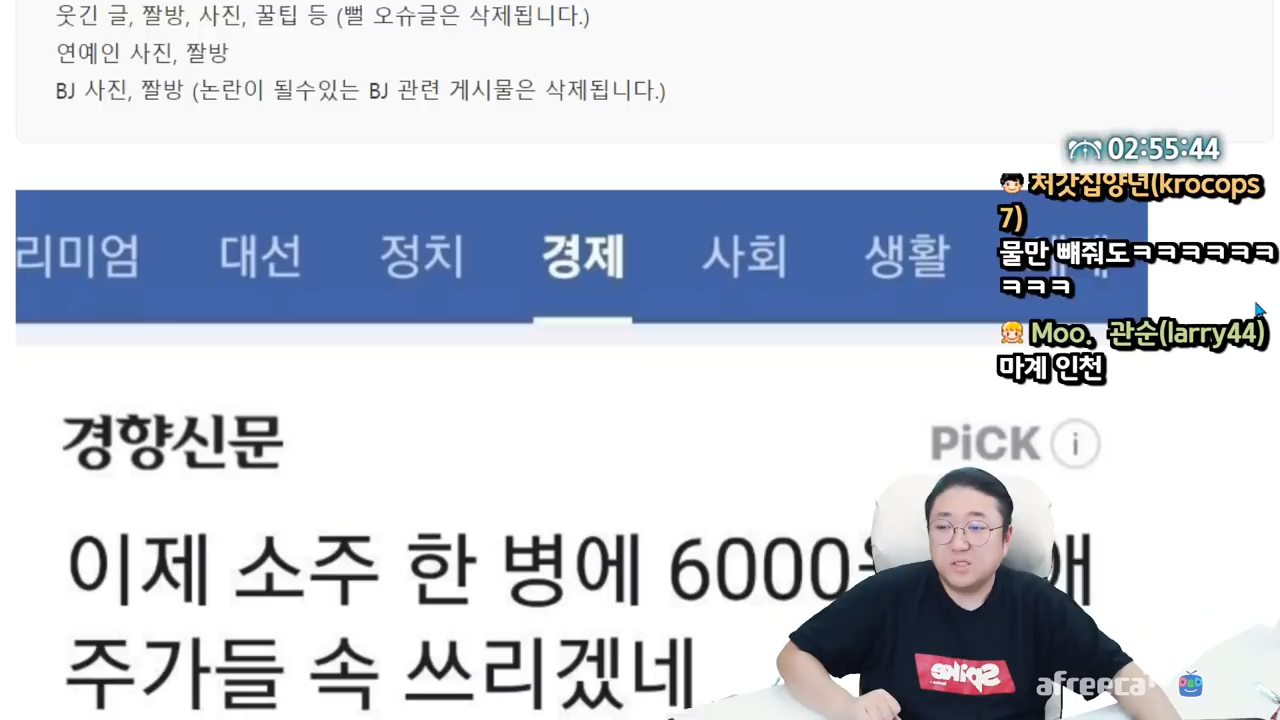 웃긴 글, 짤방, 사진, 꿀팁 등 (뻘 오슈글은 삭제됩니다.)
연예인 사진, 짤방
BJ 사진, 짤방 (논란이 될수있는 BJ 관련 게시물은 삭제됩니다.)
02:55:44
리미엄 대선 정치 경제 사회 생활
처갓집양년(krocops
7)
물만 뺴줘도ㅋㅋㅋㅋㅋㅋ
ㅋㅋㅋ
Moo. 관순(larry44)
마계 인천
경향신문
PiCK i
이제 소주 한 병에 6000
주가들 속 쓰리겠네
Spike
afreeca